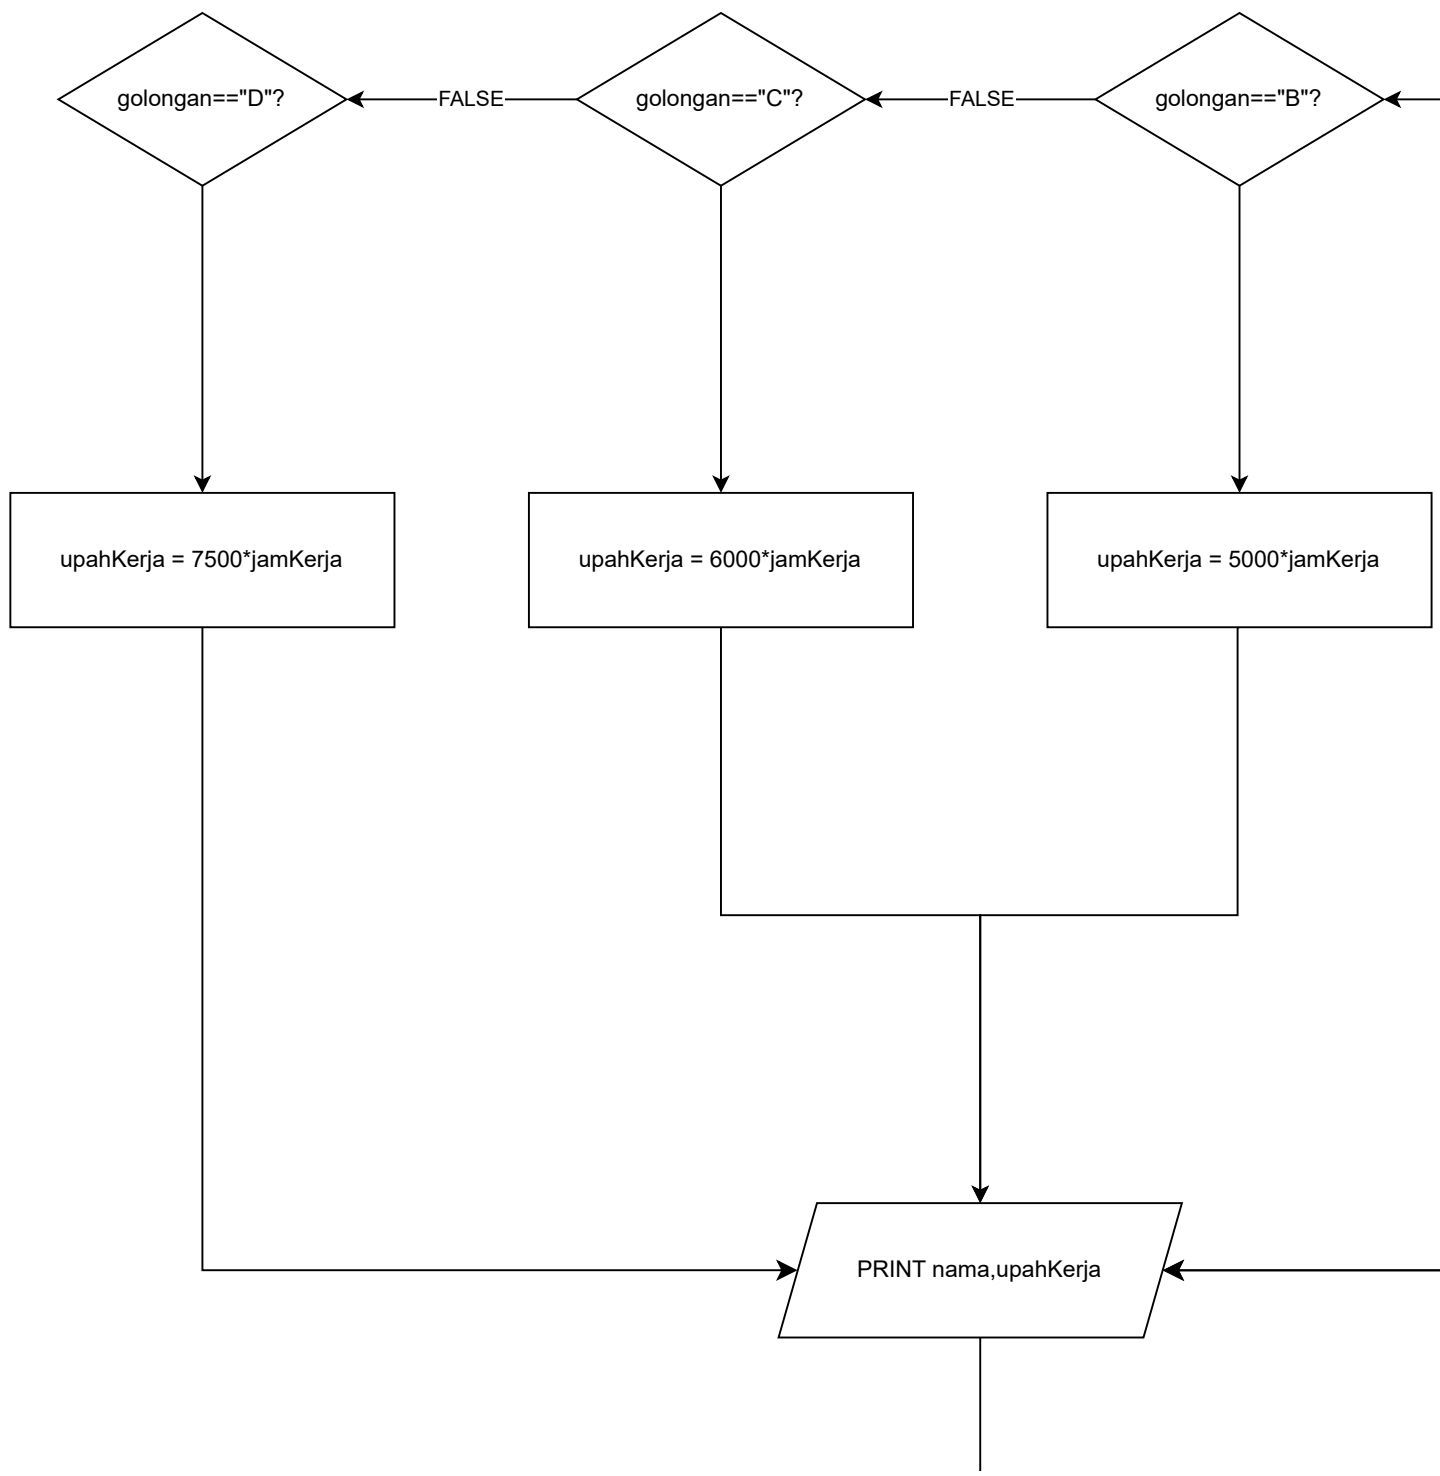 golongan=="D"?
FALSE
golongan=="C"?
FALSE
golongan=="B"?
upahKerja = 7500*jamKerja
upahKerja = 6000*jamKerja
upahKerja = 5000*jamKerja
PRINT nama,upahKerja